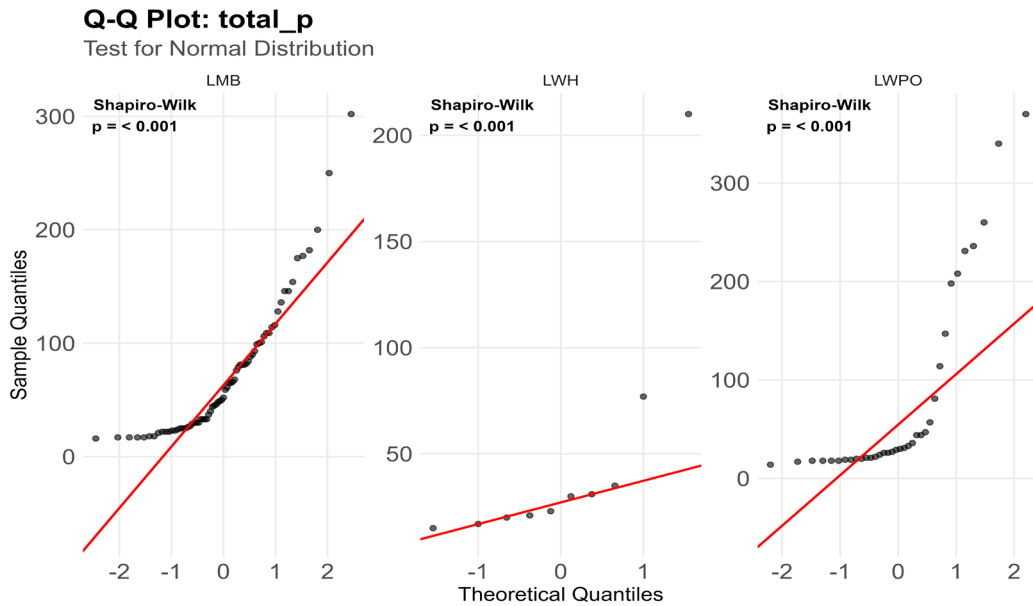 Q-Q Plot: total_p
Test for Normal Distribution
LMB
LWH
LWPO
Shapiro-Wilk
p = < 0.001
Shapiro-Wilk
p = < 0.001
Shapiro-Wilk
p = < 0.001
Sample Quantiles
300
200
100
0
200
150
100
50
300
200
100
0
-2 -1 0 1 2
-1 0 1
-2 -1 0 1 2
Theoretical Quantiles